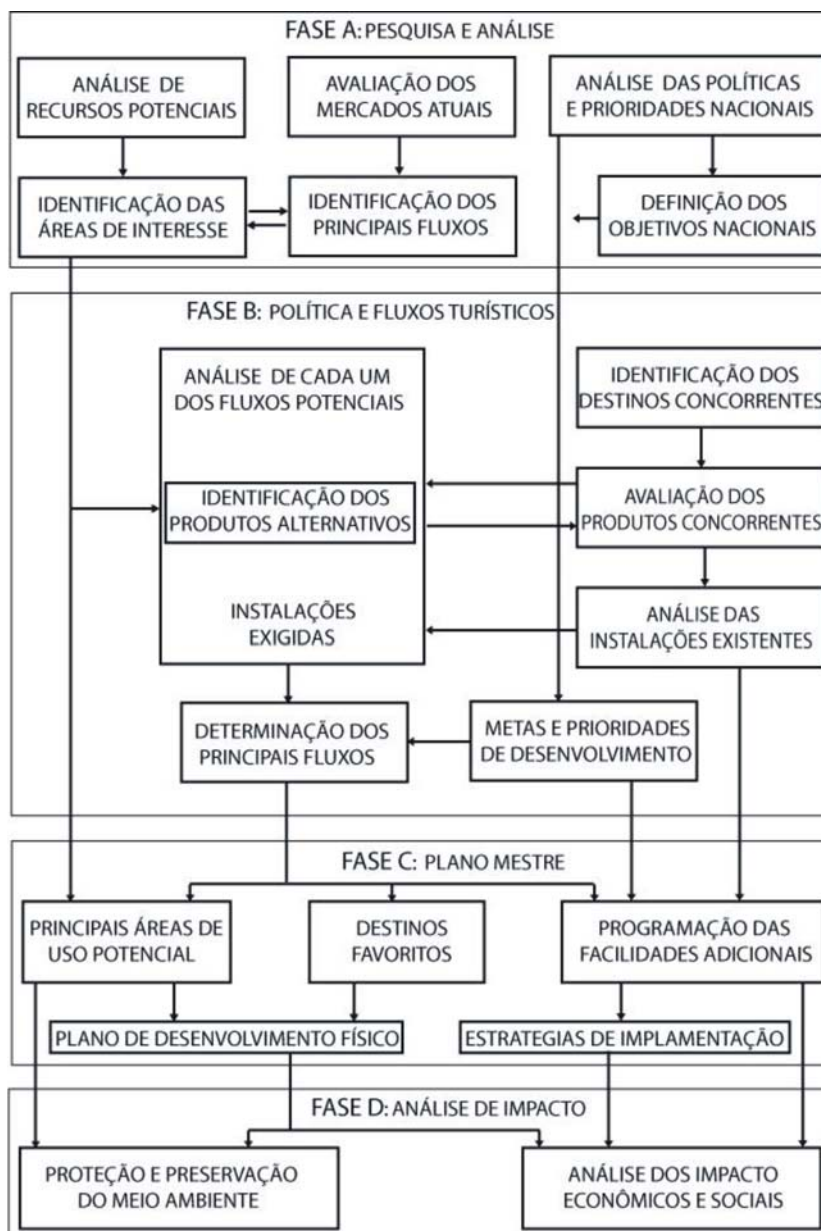 FASE A: PESQUISA E ANÁLISE
ANÁLISE DE
RECURSOS POTENCIAIS
AVALIAÇÃO DOS
MERCADOS ATUAIS
ANÁLISE DAS POLÍTICAS
E PRIORIDADES NACIONAIS
IDENTIFICAÇÃO DAS
ÁREAS DE INTERESSE
IDENTIFICAÇÃO DOS
PRINCIPAIS FLUXOS
DEFINIÇÃO DOS
OBJETIVOS NACIONAIS
FASE B: POLÍTICA E FLUXOS TURÍSTICOS
ANÁLISE DE CADA UM
DOS FLUXOS POTENCIAIS
IDENTIFICAÇÃO DOS
DESTINOS CONCORRENTES
IDENTIFICAÇÃO DOS
PRODUTOS ALTERNATIVOS
AVALIAÇÃO DOS
PRODUTOS CONCORRENTES
INSTALAÇÕES
EXIGIDAS
ANÁLISE DAS
INSTALAÇÕES EXISTENTES
DETERMINAÇÃO DOS
PRINCIPAIS FLUXOS
METAS E PRIORIDADES
DE DESENVOLVIMENTO
FASE C: PLANO MESTRE
PRINCIPAIS ÁREAS DE
USO POTENCIAL
DESTINOS
FAVORITOS
PROGRAMAÇÃO DAS
FACILIDADES ADICIONAIS
PLANO DE DESENVOLVIMENTO FÍSICO
ESTRATEGIAS DE IMPLAMENTAÇÃO
FASE D: ANÁLISE DE IMPACTO
PROTEÇÃO E PRESERVAÇÃO
DO MEIO AMBIENTE
ANÁLISE DOS IMPACTO
ECONÔMICOS E SOCIAIS